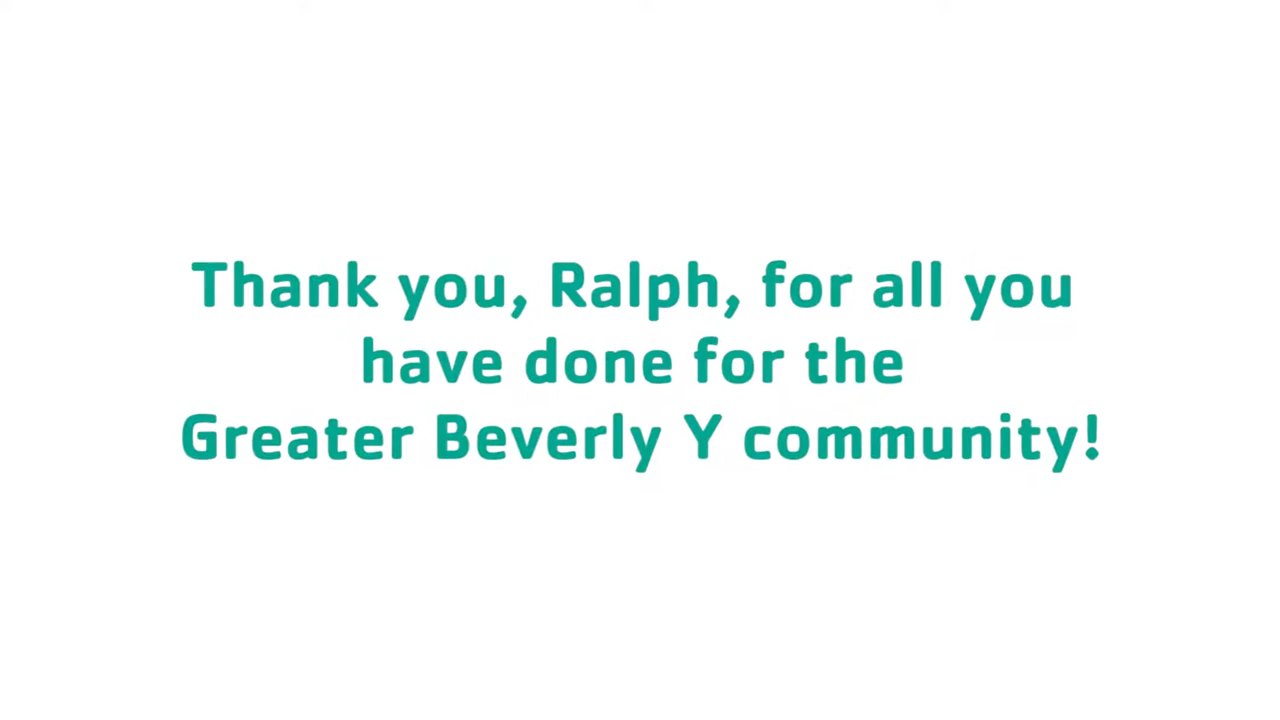 Thank you, Ralph, for all you
have done for the
Greater Beverly Y community!